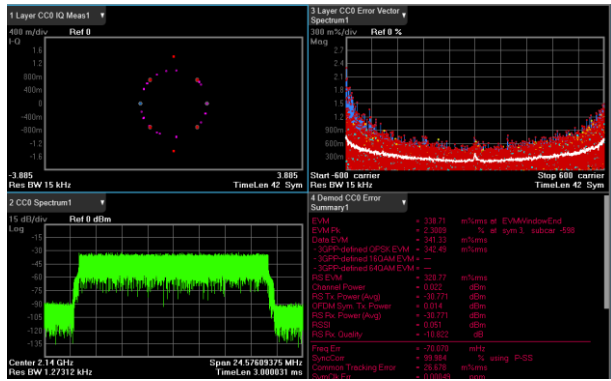 1 Layer CC0 IQ Meas1
400 m/div Ref 0
I-Q
1.6
1.2
800m
400m
0
-400m
-800m
-1.2
-1.6
-3.885 3.885
Res BW 15 kHz TimeLen 42 Sym
3 Layer CC0 Error Vector
Spectrum1
300 m%/div Ref 0 %
Mag
2.7
2.4
2.1
1.8
1.5
1.2
900m
600m
300m
Start -600 carrier Stop 600 carrier
Res BW 15 kHz TimeLen 42 Sym
2 CC0 Spectrum1
15 dB/div Ref 0 dBm
Log
-15
-30
-45
-60
-75
-90
-105
-120
-135
Center 2.14 GHz Span 24.57609375 MHz
Res BW 1.27312 kHz TimeLen 3.000031 ms
4 Demod CC0 Error
Summary1
EVM = 338.71 m%rms at EVMWindowEnd
EVM Pk = 2.3009 % at sym 3, subcar -598
Data EVM = 341.33 m%rms
- 3GPP-defined QPSK EVM = 342.49 m%rms
- 3GPP-defined 16QAM EVM = ---
- 3GPP-defined 64QAM EVM = ---
RS EVM = 320.77 m%rms
Channel Power = 0.022 dBm
RS Tx. Power (Avg) = -30.771 dBm
OFDM Sym. Tx. Power = 0.014 dBm
RS Rx. Power (Avg) = -30.771 dBm
RSSI = 0.051 dBm
RS Rx. Quality = -10.822 dB
Freq Err = -70.070 mHz
SyncCorr = 99.984 % using P-SS
Common Tracking Error = 26.678 m%rms
SymClk Err = 0.00049 ppm